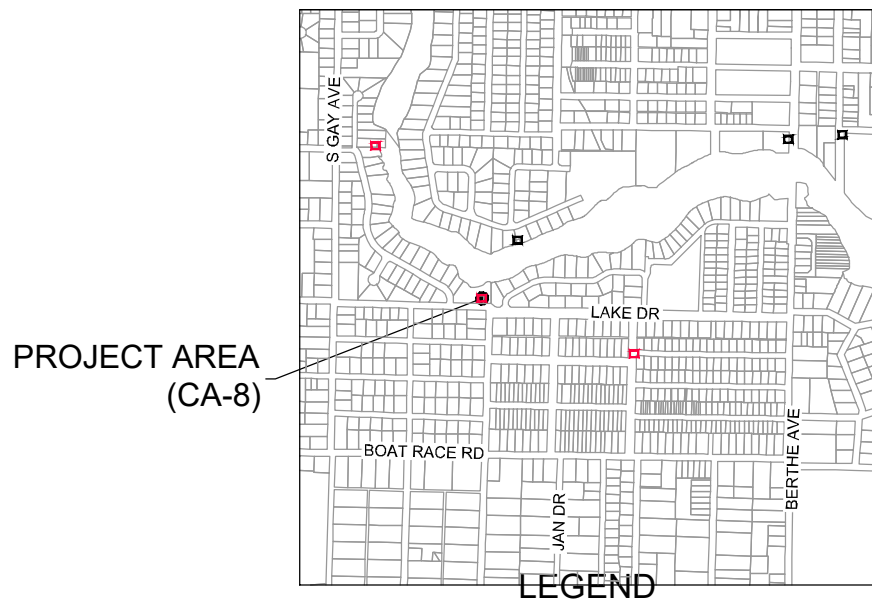 S GAY AVE
LAKE DR
PROJECT AREA
(CA-8)
BOAT RACE RD
BERTHE AVE
JAN DR
LEGEND